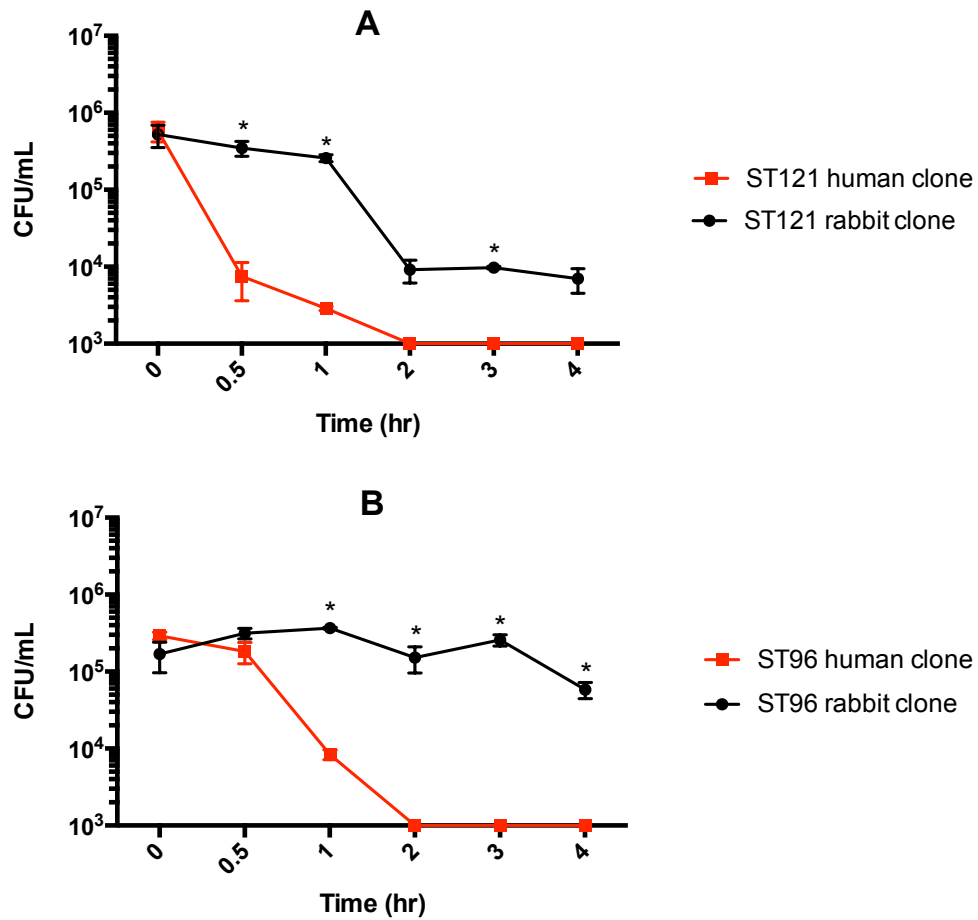 A
10⁷
10⁶
10⁵
10⁴
10³
CFU/mL
* * *
0 0.5 1 2 3 4
Time (hr)
ST121 human clone
ST121 rabbit clone
B
10⁷
10⁶
10⁵
10⁴
10³
CFU/mL
* * * *
0 0.5 1 2 3 4
Time (hr)
ST96 human clone
ST96 rabbit clone